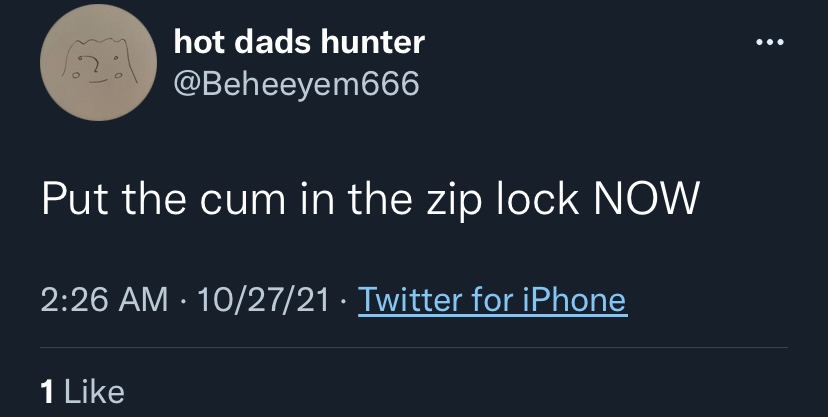 hot dads hunter
@Beheeyem666
Put the cum in the zip lock NOW
2:26 AM · 10/27/21 · Twitter for iPhone
1 Like